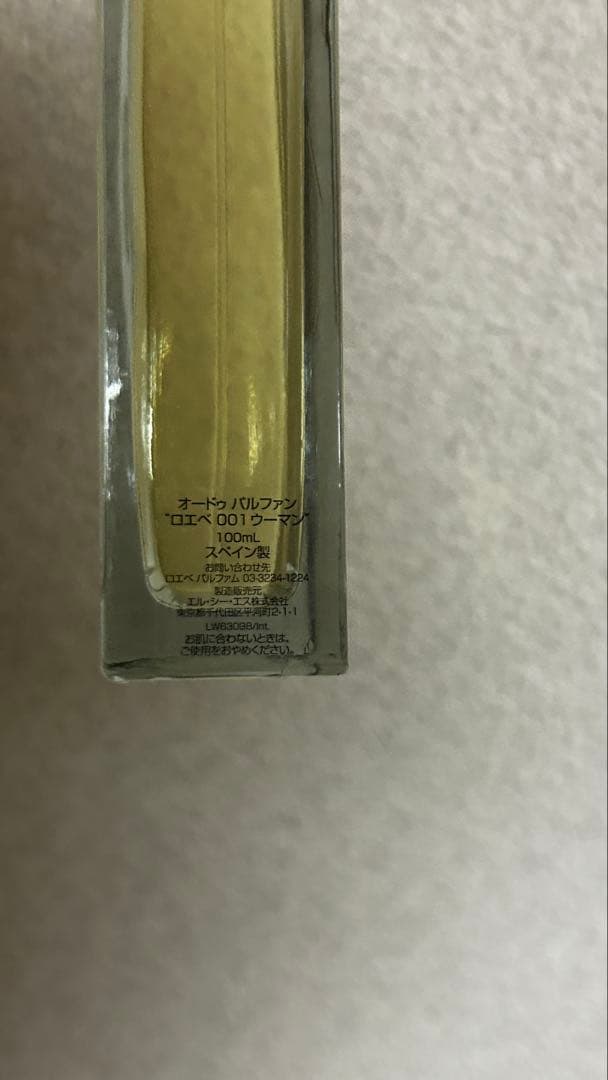 オードゥ パルファン
"ロエベ 001 ウーマン"
100mL
スペイン製
お問い合わせ先
ロエベ パルファム 03-3234-1224
製造販売元
エル・シー・エス株式会社
東京都千代田区平河町2-1-1
LW6309B/Int.
お肌に合わないときは、
ご使用をおやめください。